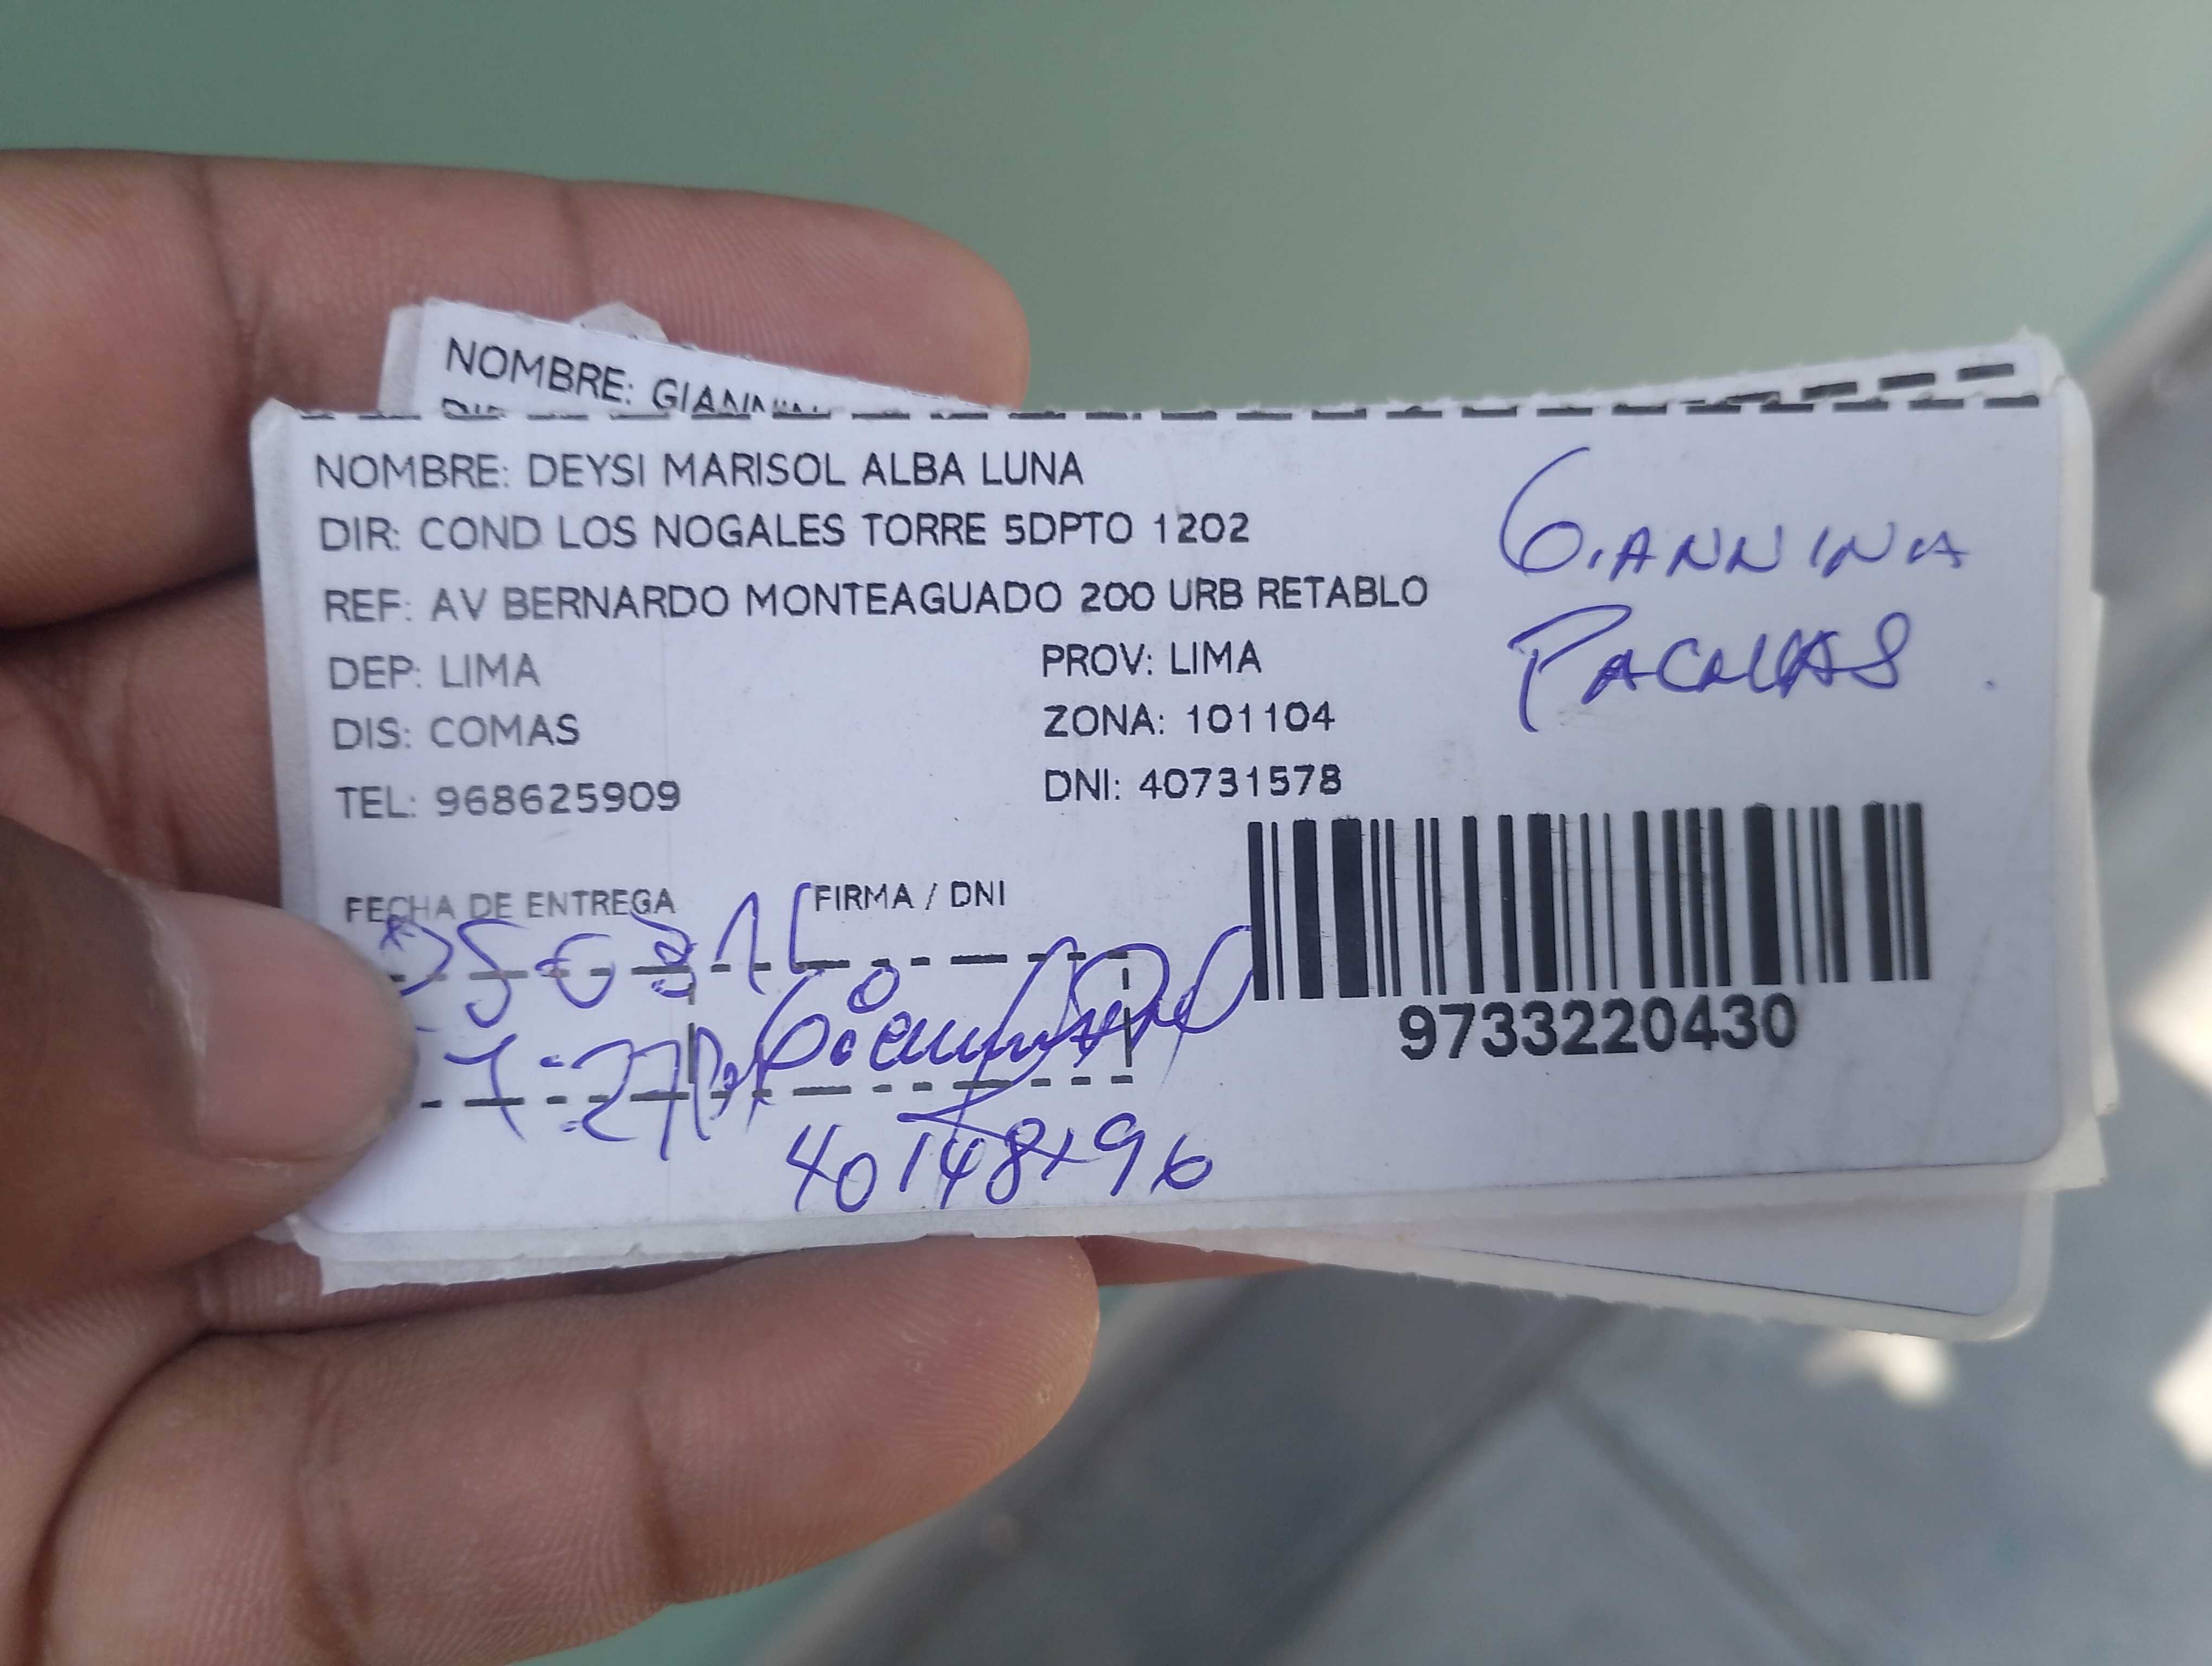 NOMBRE: GIANNIN
NOMBRE: DEYSI MARISOL ALBA LUNA
DIR: COND LOS NOGALES TORRE 5DPTO 1202
REF: AV BERNARDO MONTEAGUADO 200 URB RETABLO
DEP: LIMA
PROV: LIMA
DIS: COMAS
ZONA: 101104
TEL: 968625909
DNI: 40731578
GIANNINA
FECHA DE ENTREGA
FIRMA / DNI
9733220430